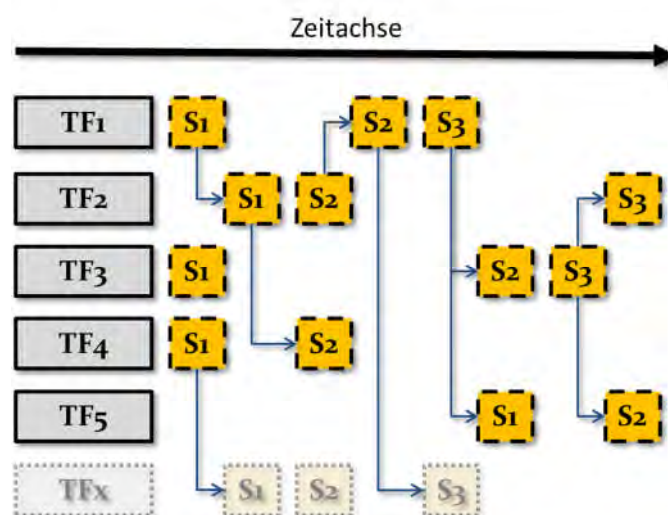 Zeitachse
TF1 S1 S2 S3
TF2 S1 S2 S3
TF3 S1 S2 S3
TF4 S1 S2
TF5 S1 S2
TFx S1 S2 S3